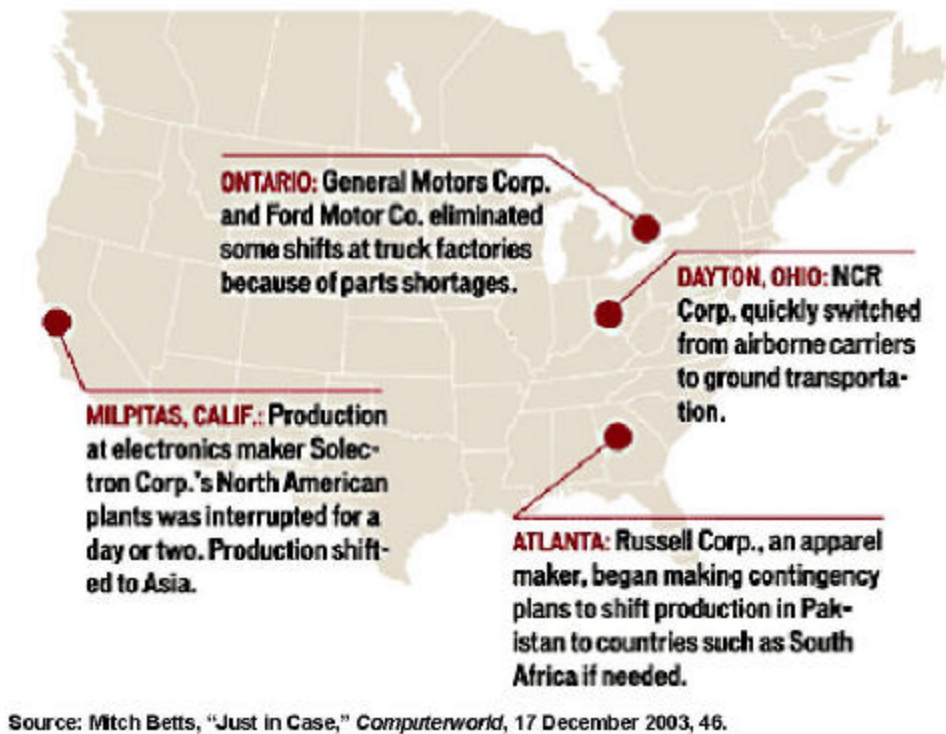 ONTARIO: General Motors Corp.
and Ford Motor Co. eliminated
some shifts at truck factories
because of parts shortages.
DAYTON, OHIO: NCR
Corp. quickly switched
from airborne carriers
to ground transporta-
tion.
MILPITAS, CALIF.: Production
at electronics maker Solec-
tron Corp.'s North American
plants was interrupted for a
day or two. Production shift-
ed to Asia.
ATLANTA: Russell Corp., an apparel
maker, began making contingency
plans to shift production in Pak-
istan to countries such as South
Africa if needed.
Source: Mitch Betts, “Just in Case,” Computerworld, 17 December 2003, 46.